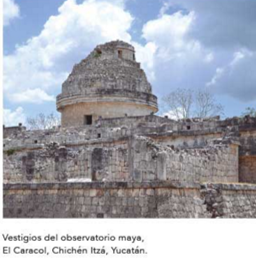 Vestigios del observatorio maya,
El Caracol, Chichén Itzá, Yucatán.